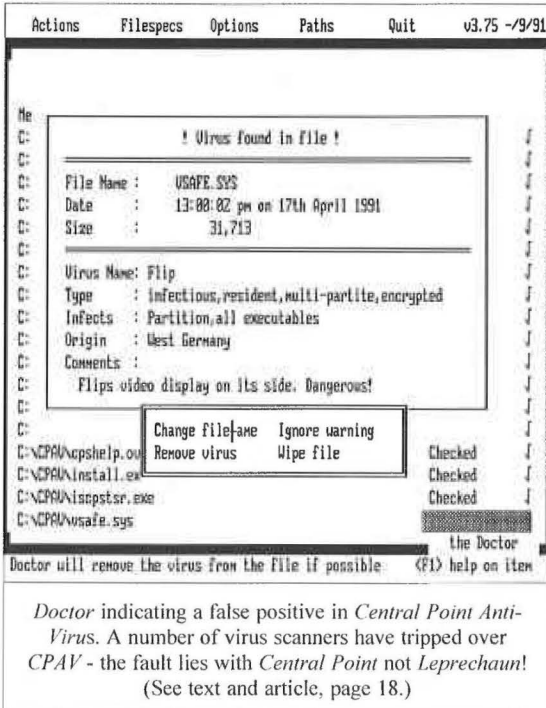 Actions Filespecs Options Paths Quit v3.75 -/9/91
Me
C:
! Virus found in file !
C:
C:
File Name : VSAFE.SYS
C:
Date : 13:00:02 pm on 17th April 1991
C:
Size : 31,713
C:
C:
Virus Name: Flip
C:
Type : infectious,resident,multi-partite,encrypted
C:
Infects : Partition,all executables
C:
Origin : West Germany
C:
Comments :
C:
Flips video display on its side. Dangerous!
C:
C:
Change file ame Ignore warning
C:\CPAV\cpshelp.ov
Remove virus Wipe file
Checked
C:\CPAV\install.ex
Checked
C:\CPAV\iscpstsr.exe
Checked
C:\CPAV\vsafe.sys
the Doctor
Doctor will remove the virus from the file if possible <F1> help on item
Doctor indicating a false positive in Central Point Anti-
Virus. A number of virus scanners have tripped over
CPAV - the fault lies with Central Point not Leprechaun!
(See text and article, page 18.)